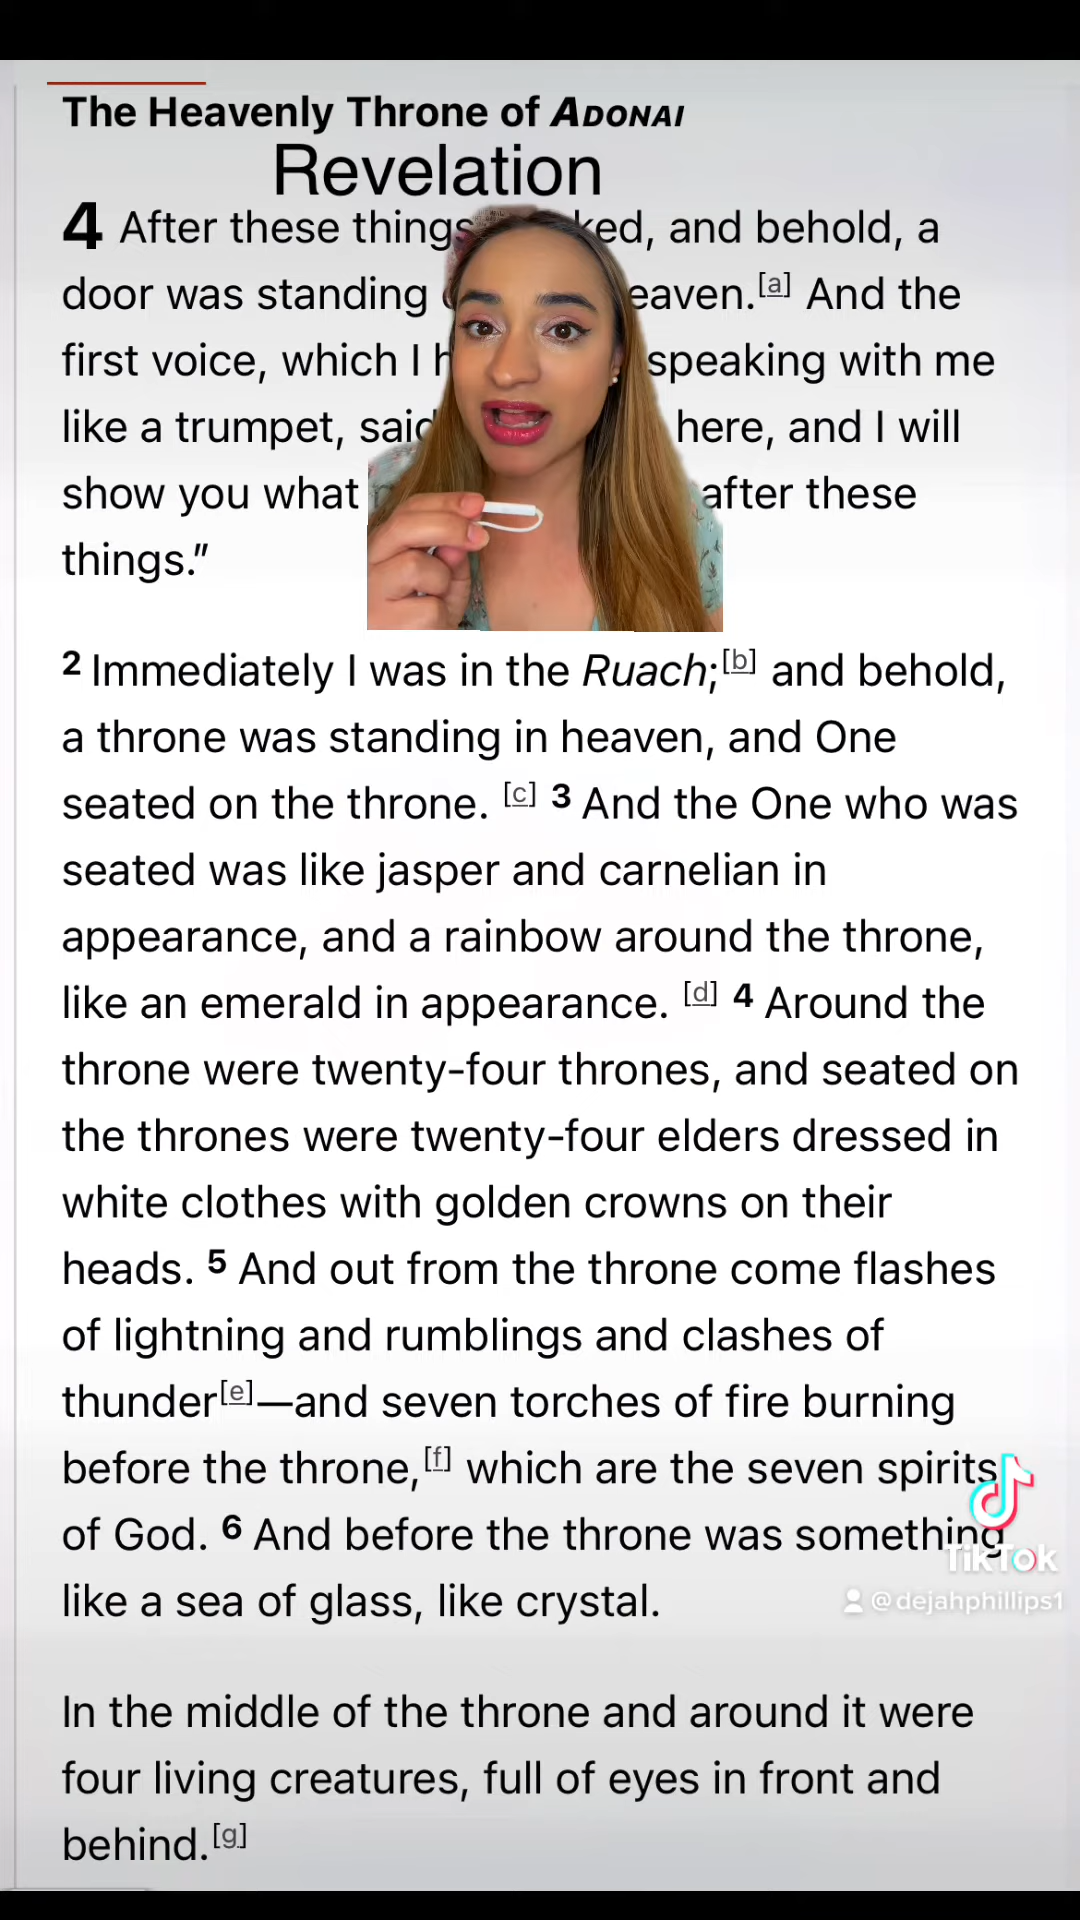 The Heavenly Throne of ADONAI
Revelation
4 After these things ked, and behold, a
door was standing eaven.[a] And the
first voice, which I h speaking with me
like a trumpet, said here, and I will
show you what after these
things.”
2 Immediately I was in the Ruach;[b] and behold,
a throne was standing in heaven, and One
seated on the throne. [c] 3 And the One who was
seated was like jasper and carnelian in
appearance, and a rainbow around the throne,
like an emerald in appearance. [d] 4 Around the
throne were twenty-four thrones, and seated on
the thrones were twenty-four elders dressed in
white clothes with golden crowns on their
heads. 5 And out from the throne come flashes
of lightning and rumblings and clashes of
thunder[e]—and seven torches of fire burning
before the throne,[f] which are the seven spirits
of God. 6 And before the throne was something
like a sea of glass, like crystal.
TikTok
@dejahphillips1
In the middle of the throne and around it were
four living creatures, full of eyes in front and
behind.[g]